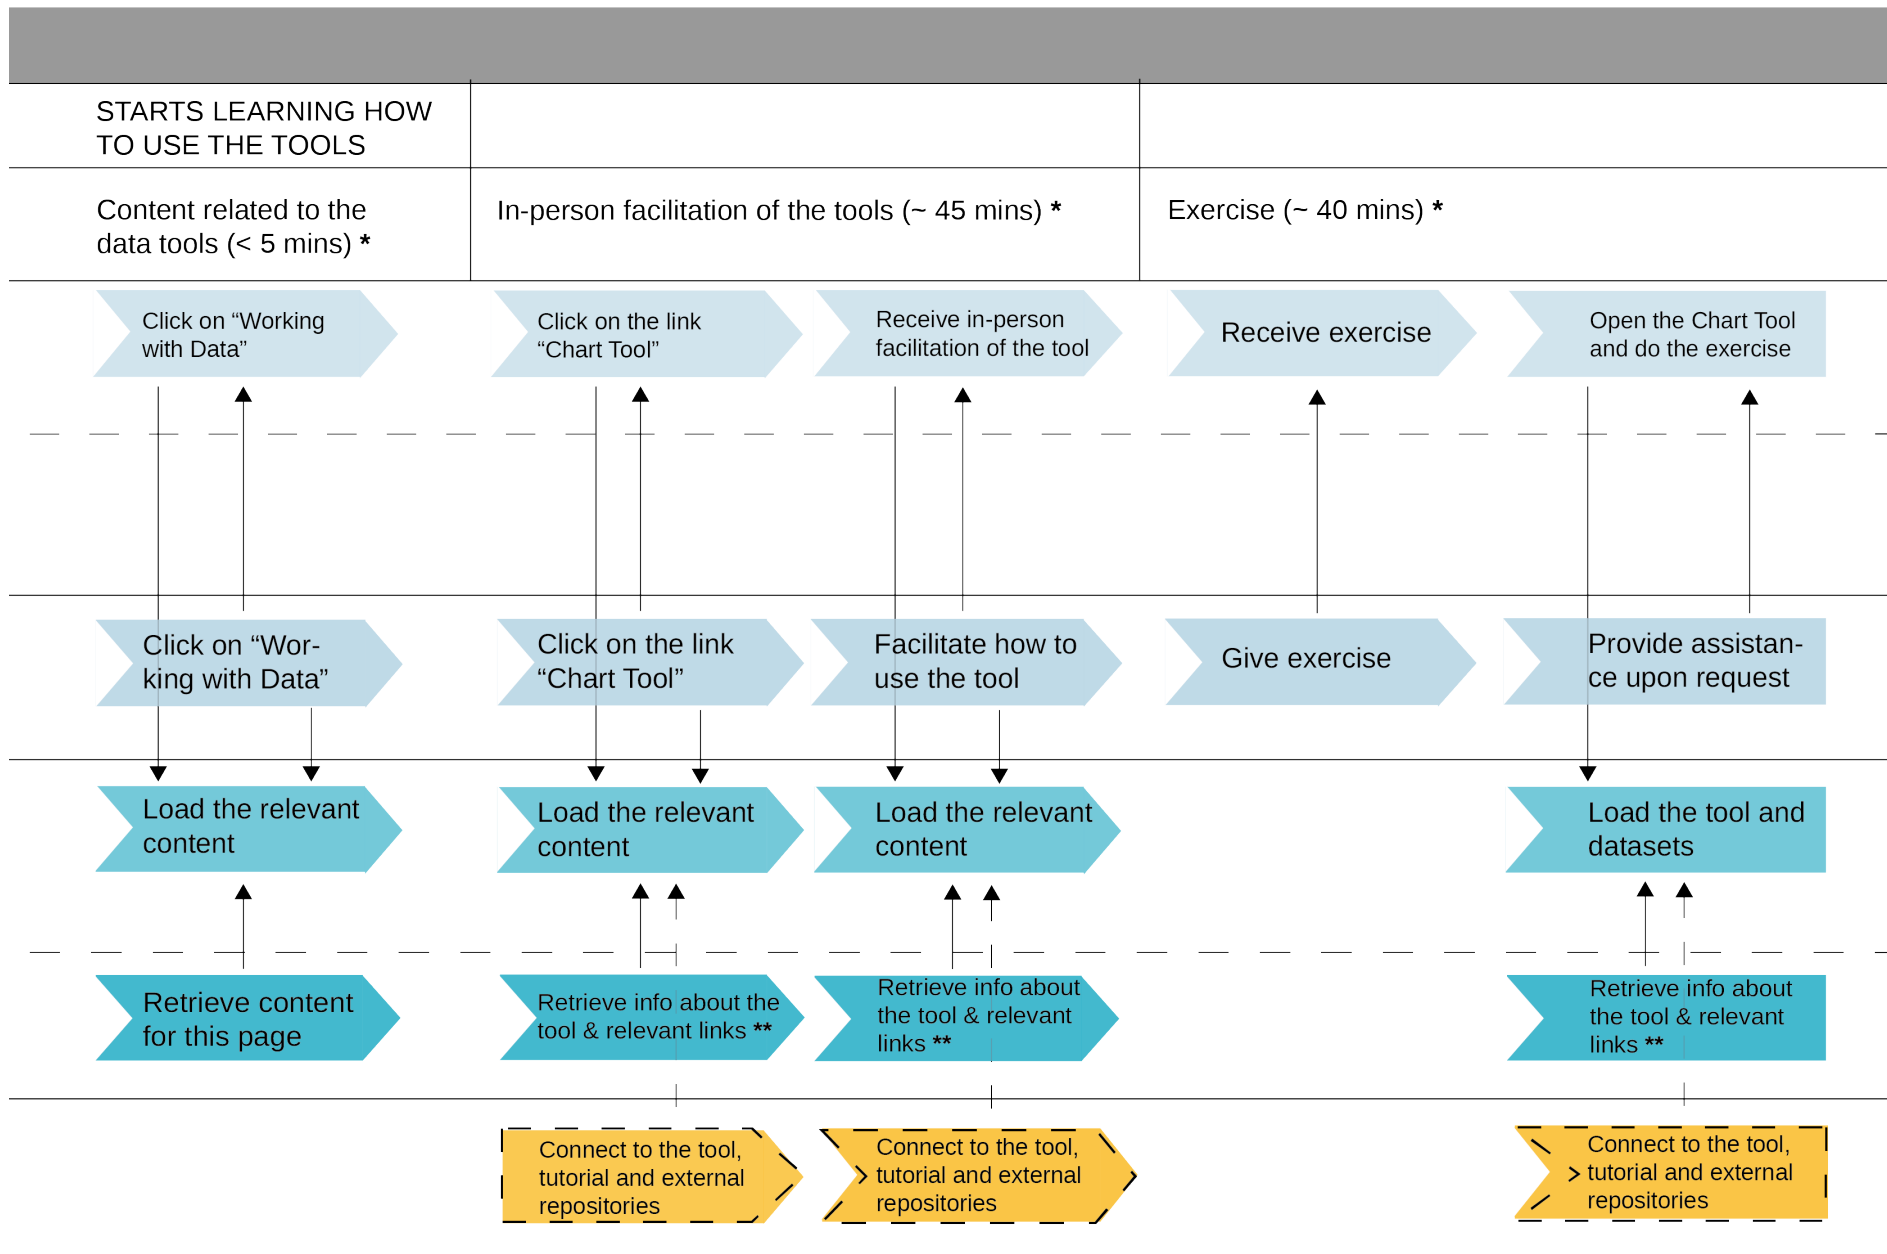 STARTS LEARNING HOW
TO USE THE TOOLS
Content related to the
data tools (< 5 mins) *
In-person facilitation of the tools (~ 45 mins) *
Exercise (~ 40 mins) *
Click on “Working
with Data”
Click on the link
“Chart Tool”
Receive in-person
facilitation of the tool
Receive exercise
Open the Chart Tool
and do the exercise
Click on “Wor-
king with Data”
Click on the link
“Chart Tool”
Facilitate how to
use the tool
Give exercise
Provide assistan-
ce upon request
Load the relevant
content
Load the relevant
content
Load the relevant
content
Load the tool and
datasets
Retrieve content
for this page
Retrieve info about the
tool & relevant links **
Retrieve info about
the tool & relevant
links **
Retrieve info about
the tool & relevant
links **
Connect to the tool,
tutorial and external
repositories
Connect to the tool,
tutorial and external
repositories
Connect to the tool,
tutorial and external
repositories